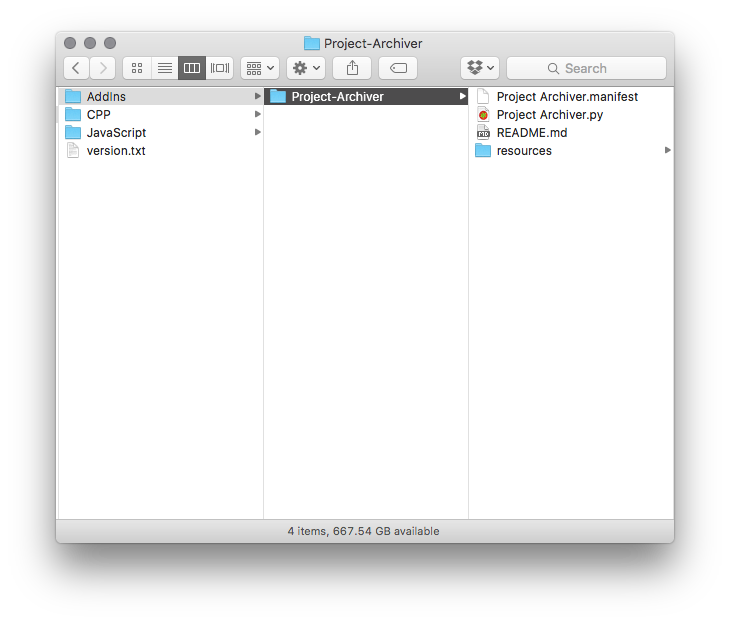 Project-Archiver
Search
AddIns
CPP
JavaScript
version.txt
Project-Archiver
Project Archiver.manifest
Project Archiver.py
README.md
resources
4 items, 667.54 GB available